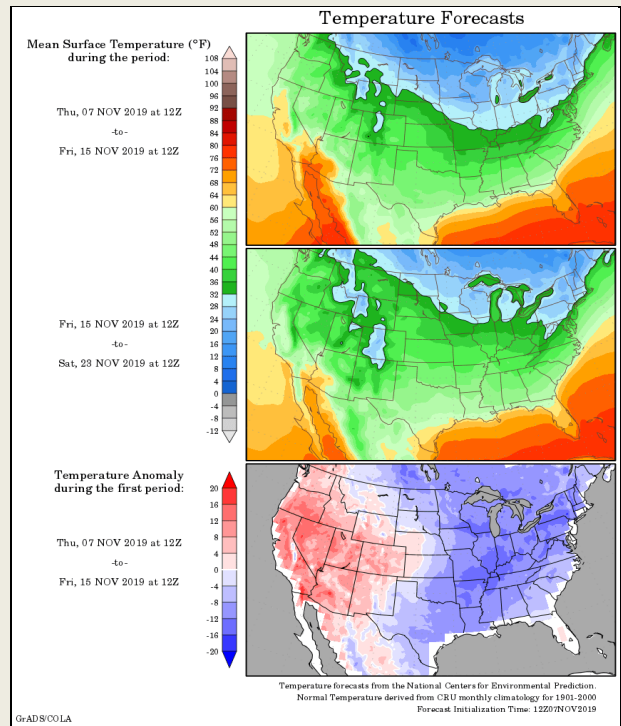 Temperature Forecasts
Mean Surface Temperature (°F)
during the period:
108
104
100
96
92
88
84
80
76
72
68
64
60
56
52
48
44
40
36
32
28
24
20
16
12
8
4
0
-4
-8
-12
Thu, 07 NOV 2019 at 12Z
-to-
Fri, 15 NOV 2019 at 12Z
Fri, 15 NOV 2019 at 12Z
-to-
Sat, 23 NOV 2019 at 12Z
Temperature Anomaly
during the first period:
20
16
12
8
4
0
-4
-8
-12
-16
-20
Thu, 07 NOV 2019 at 12Z
-to-
Fri, 15 NOV 2019 at 12Z
Temperature forecasts from the National Centers for Environmental Prediction.
Normal Temperature derived from CRU monthly climatology for 1901-2000
Forecast Initialization Time: 12Z07NOV2019
GrADS/COLA